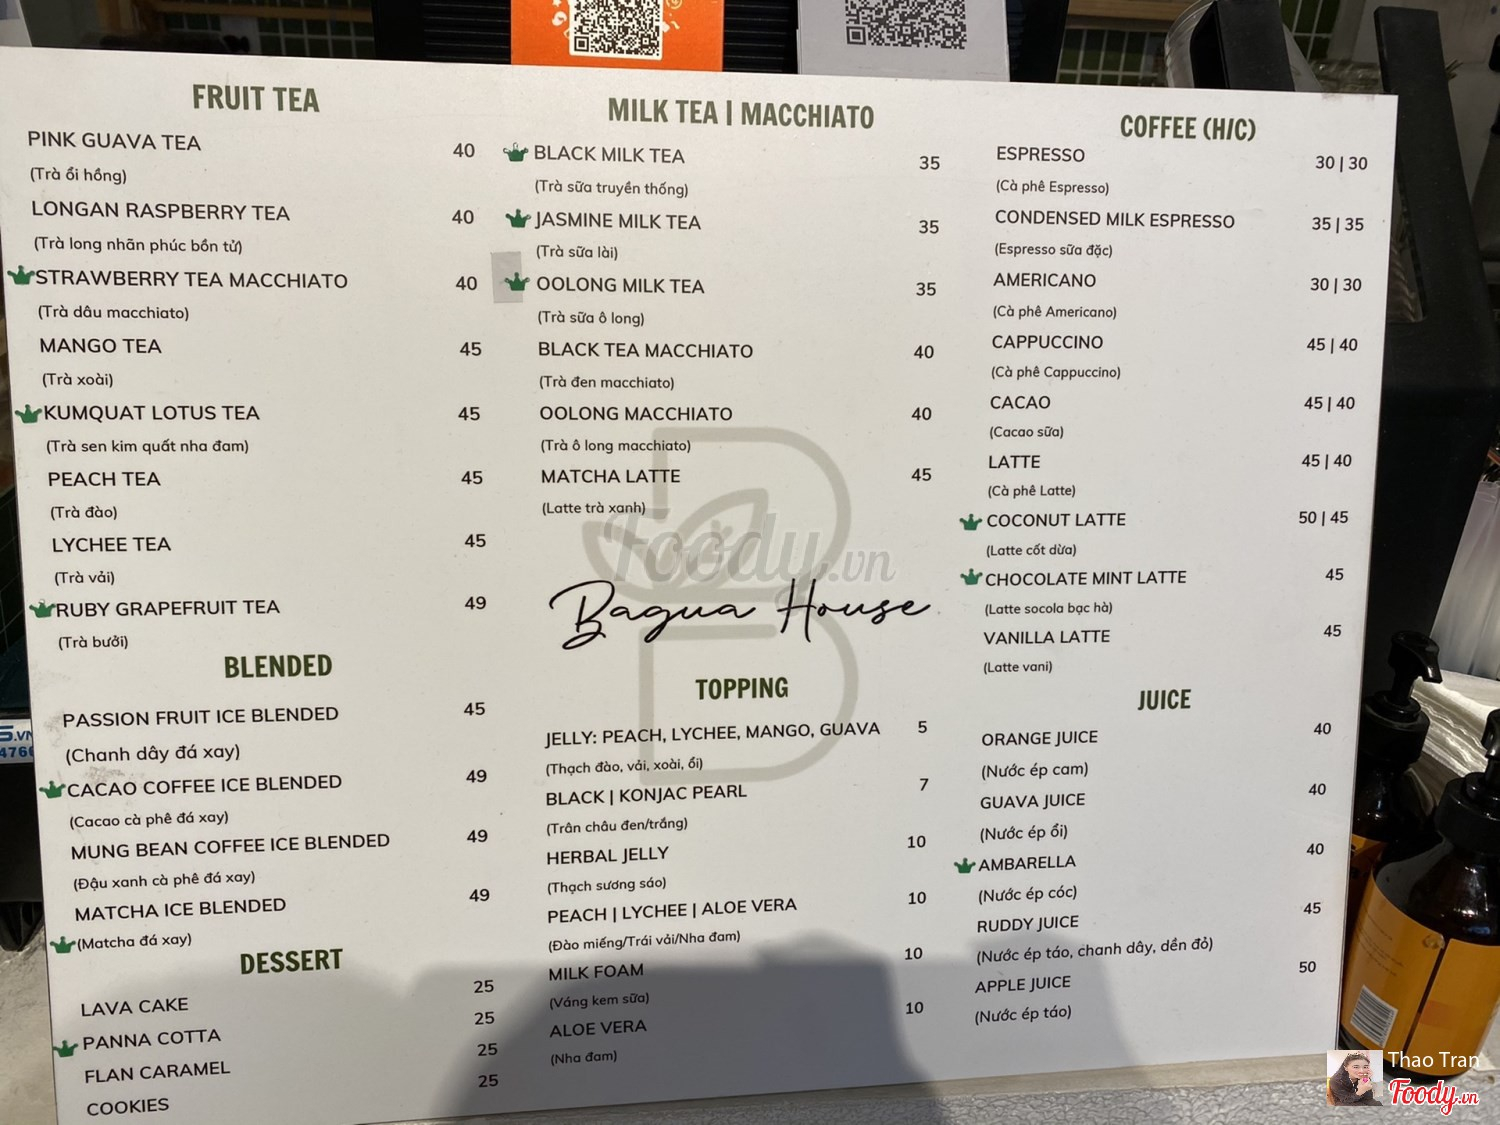 FRUIT TEA
PINK GUAVA TEA 40
(Trà ổi hồng)
LONGAN RASPBERRY TEA 40
(Trà long nhãn phúc bồn tử)
STRAWBERRY TEA MACCHIATO 40
(Trà dâu macchiato)
MANGO TEA 45
(Trà xoài)
KUMQUAT LOTUS TEA 45
(Trà sen kim quất nha đam)
PEACH TEA 45
(Trà đào)
LYCHEE TEA 45
(Trà vải)
RUBY GRAPEFRUIT TEA 49
(Trà bưởi)
BLENDED
PASSION FRUIT ICE BLENDED 45
(Chanh dây đá xay)
CACAO COFFEE ICE BLENDED 49
(Cacao cà phê đá xay)
MUNG BEAN COFFEE ICE BLENDED 49
(Đậu xanh cà phê đá xay)
MATCHA ICE BLENDED 49
(Matcha đá xay)
DESSERT
LAVA CAKE 25
PANNA COTTA 25
FLAN CARAMEL 25
COOKIES 25
MILK TEA | MACCHIATO
BLACK MILK TEA 35
(Trà sữa truyền thống)
JASMINE MILK TEA 35
(Trà sữa lài)
OOLONG MILK TEA 35
(Trà sữa ô long)
BLACK TEA MACCHIATO 40
(Trà đen macchiato)
OOLONG MACCHIATO 40
(Trà ô long macchiato)
MATCHA LATTE 45
(Latte trà xanh)
Foody.vn
Bagua House
TOPPING
JELLY: PEACH, LYCHEE, MANGO, GUAVA 5
(Thạch đào, vải, xoài, ổi)
BLACK | KONJAC PEARL 7
(Trân châu đen/trắng)
HERBAL JELLY 10
(Thạch sương sáo)
PEACH | LYCHEE | ALOE VERA 10
(Đào miếng/Trái vải/Nha đam)
MILK FOAM 10
(Váng kem sữa)
ALOE VERA 10
(Nha đam)
COFFEE (H/C)
ESPRESSO 30 | 30
(Cà phê Espresso)
CONDENSED MILK ESPRESSO 35 | 35
(Espresso sữa đặc)
AMERICANO 30 | 30
(Cà phê Americano)
CAPPUCCINO 45 | 40
(Cà phê Cappuccino)
CACAO 45 | 40
(Cacao sữa)
LATTE 45 | 40
(Cà phê Latte)
COCONUT LATTE 50 | 45
(Latte cốt dừa)
CHOCOLATE MINT LATTE 45
(Latte socola bạc hà)
VANILLA LATTE 45
(Latte vani)
JUICE
ORANGE JUICE 40
(Nước ép cam)
GUAVA JUICE 40
(Nước ép ổi)
AMBARELLA 40
(Nước ép cóc)
RUDDY JUICE 45
(Nước ép táo, chanh dây, dền đỏ)
APPLE JUICE 50
(Nước ép táo)
Thao Tran
Foody.vn